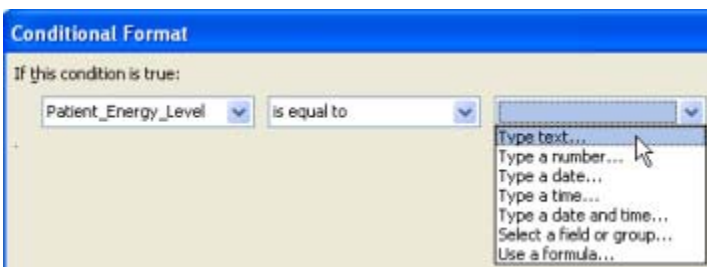 Conditional Format
If this condition is true:
Patient_Energy_Level is equal to
Type text...
Type a number...
Type a date...
Type a time...
Type a date and time...
Select a field or group...
Use a formula...